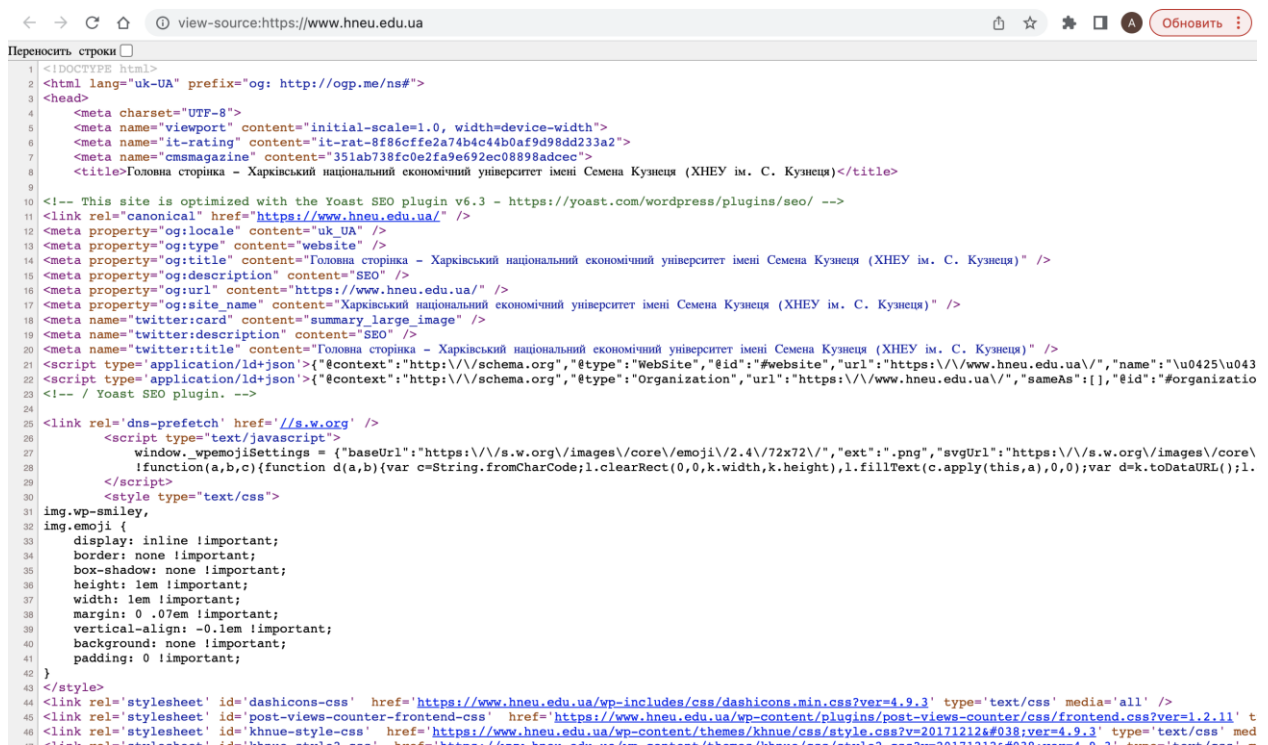 view-source:https://www.hneu.edu.ua
A
Обновить
Переносить строки
1 <!DOCTYPE html>
2 <html lang="uk-UA" prefix="og: http://ogp.me/ns#">
3 <head>
4 <meta charset="UTF-8">
5 <meta name="viewport" content="initial-scale=1.0, width=device-width">
6 <meta name="it-rating" content="it-rat-8f86cffe2a74b4c44b0af9d98dd233a2">
7 <meta name="cmsmagazine" content="351ab738fc0e2fa9e692ec08898adcec">
8 <title>Головна сторінка – Харківський національний економічний університет імені Семена Кузнеця (ХНЕУ ім. С. Кузнеця)</title>
9
10 <!-- This site is optimized with the Yoast SEO plugin v6.3 - https://yoast.com/wordpress/plugins/seo/ -->
11 <link rel="canonical" href="https://www.hneu.edu.ua/" />
12 <meta property="og:locale" content="uk_UA" />
13 <meta property="og:type" content="website" />
14 <meta property="og:title" content="Головна сторінка – Харківський національний економічний університет імені Семена Кузнеця (ХНЕУ ім. С. Кузнеця)" />
15 <meta property="og:description" content="SEO" />
16 <meta property="og:url" content="https://www.hneu.edu.ua/" />
17 <meta property="og:site_name" content="Харківський національний економічний університет імені Семена Кузнеця (ХНЕУ ім. С. Кузнеця)" />
18 <meta name="twitter:card" content="summary_large_image" />
19 <meta name="twitter:description" content="SEO" />
20 <meta name="twitter:title" content="Головна сторінка – Харківський національний економічний університет імені Семена Кузнеця (ХНЕУ ім. С. Кузнеця)" />
21 <script type='application/ld+json'>{"@context":"http:\/\/schema.org","@type":"WebSite","@id":"#website","url":"https:\/\/www.hneu.edu.ua\/","name":"\u0425\u043
22 <script type='application/ld+json'>{"@context":"http:\/\/schema.org","@type":"Organization","url":"https:\/\/www.hneu.edu.ua\/","sameAs":[],"@id":"#organizatio
23 <!-- / Yoast SEO plugin. -->
24
25 <link rel='dns-prefetch' href='//s.w.org' />
26 <script type="text/javascript">
27 window._wpemojiSettings = {"baseUrl":"https:\/\/s.w.org\/images\/core\/emoji\/2.4\/72x72\/","ext":".png","svgUrl":"https:\/\/s.w.org\/images\/core\
28 !function(a,b,c){function d(a,b){var c=String.fromCharCode;l.clearRect(0,0,k.width,k.height),l.fillText(c.apply(this,a),0,0);var d=k.toDataURL();l.
29 </script>
30 <style type="text/css">
31 img.wp-smiley,
32 img.emoji {
33 display: inline !important;
34 border: none !important;
35 box-shadow: none !important;
36 height: 1em !important;
37 width: 1em !important;
38 margin: 0 .07em !important;
39 vertical-align: -0.1em !important;
40 background: none !important;
41 padding: 0 !important;
42 }
43 </style>
44 <link rel='stylesheet' id='dashicons-css' href='https://www.hneu.edu.ua/wp-includes/css/dashicons.min.css?ver=4.9.3' type='text/css' media='all' />
45 <link rel='stylesheet' id='post-views-counter-frontend-css' href='https://www.hneu.edu.ua/wp-content/plugins/post-views-counter/css/frontend.css?ver=1.2.11' t
46 <link rel='stylesheet' id='khnue-style-css' href='https://www.hneu.edu.ua/wp-content/themes/khnue/css/style.css?v=20171212&#038;ver=4.9.3' type='text/css' med